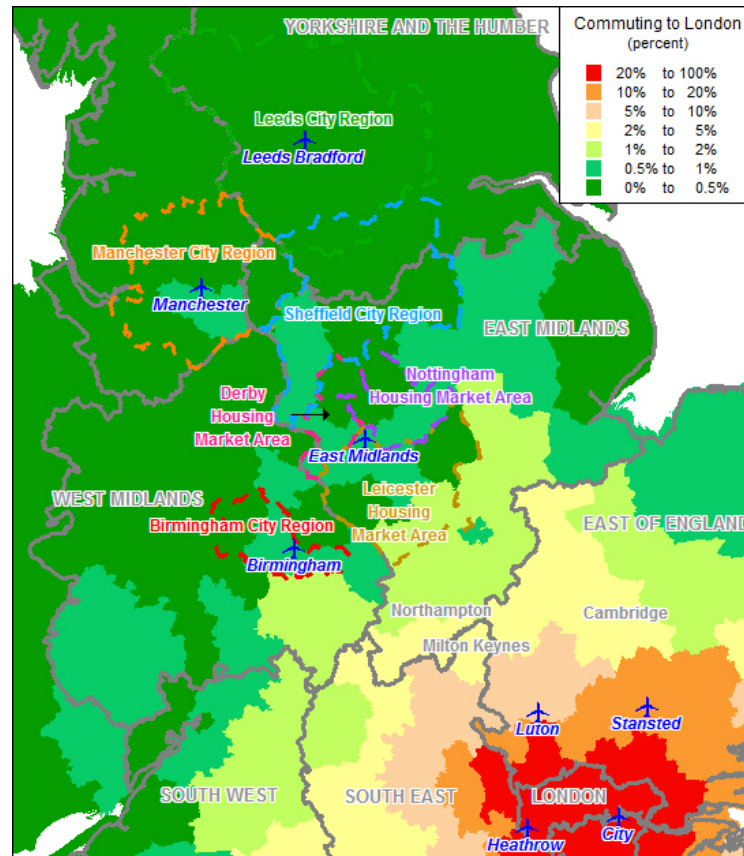 YORKSHIRE AND THE HUMBER
Commuting to London
(percent)
20% to 100%
10% to 20%
5% to 10%
2% to 5%
1% to 2%
0.5% to 1%
0% to 0.5%
Leeds City Region
Leeds Bradford
Manchester City Region
Manchester
Sheffield City Region
EAST MIDLANDS
Nottingham
Housing Market Area
Derby
Housing
Market Area
East Midlands
WEST MIDLANDS
Leicester
Housing
Market Area
Birmingham City Region
Birmingham
EAST OF ENGLAND
Northampton
Cambridge
Milton Keynes
Luton
Stansted
SOUTH WEST
SOUTH EAST
LONDON
Heathrow
City